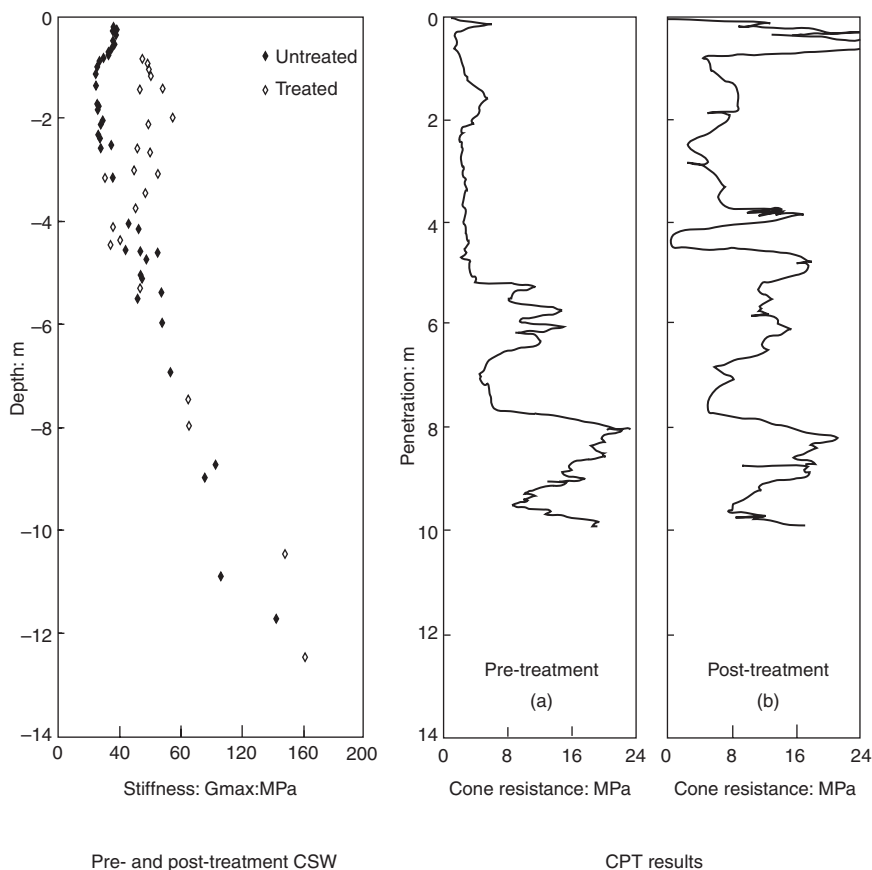 0
−2
−4
−6
−8
−10
−12
−14
Depth: m
Untreated
Treated
0 40 60 120 160 200
Stiffness: Gmax:MPa
Pre- and post-treatment CSW
0
2
4
6
8
10
12
14
Penetration: m
Pre-treatment
(a)
0 8 16 24
Cone resistance: MPa
Post-treatment
(b)
0 8 16 24
Cone resistance: MPa
CPT results